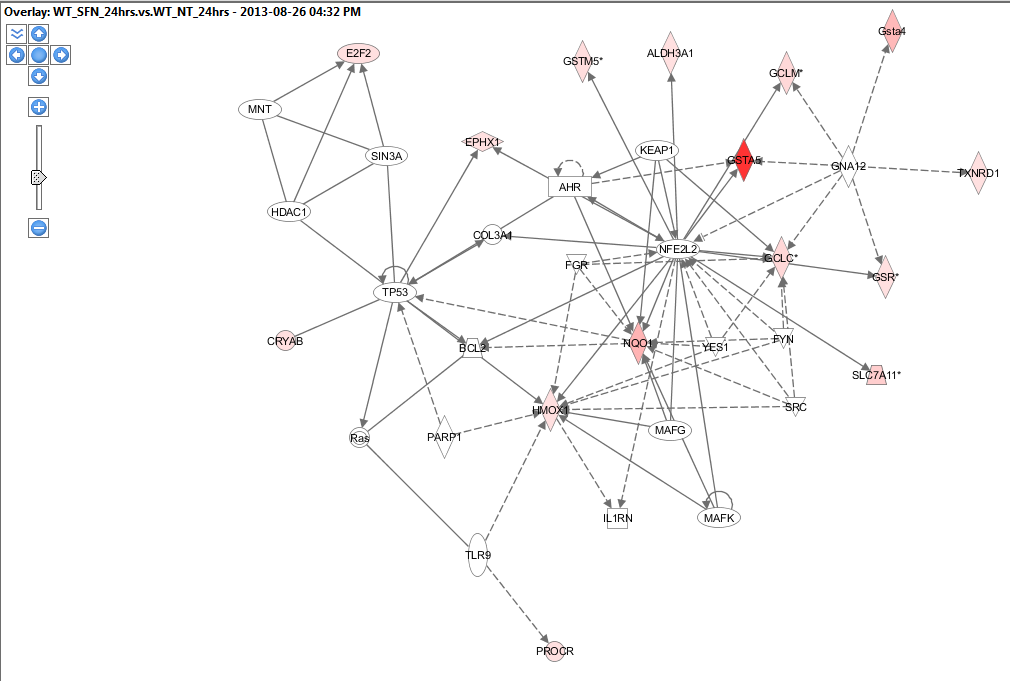 Overlay: WT_SFN_24hrs.vs.WT_NT_24hrs - 2013-08-26 04:32 PM
Gsta4
E2F2
GSTM5*
ALDH3A1
GCLM*
MNT
EPHX1
KEAP1
SIN3A
GSTA5
GNA12
TXNRD1
AHR
HDAC1
COL3A1
NFE2L2
FGR
GCLC*
GSR*
TP53
CRYAB
BCL2
NQO1
YES1
FYN
SLC7A11*
HMOX1
SRC
Ras
PARP1
MAFG
IL1RN
MAFK
TLR9
PROCR